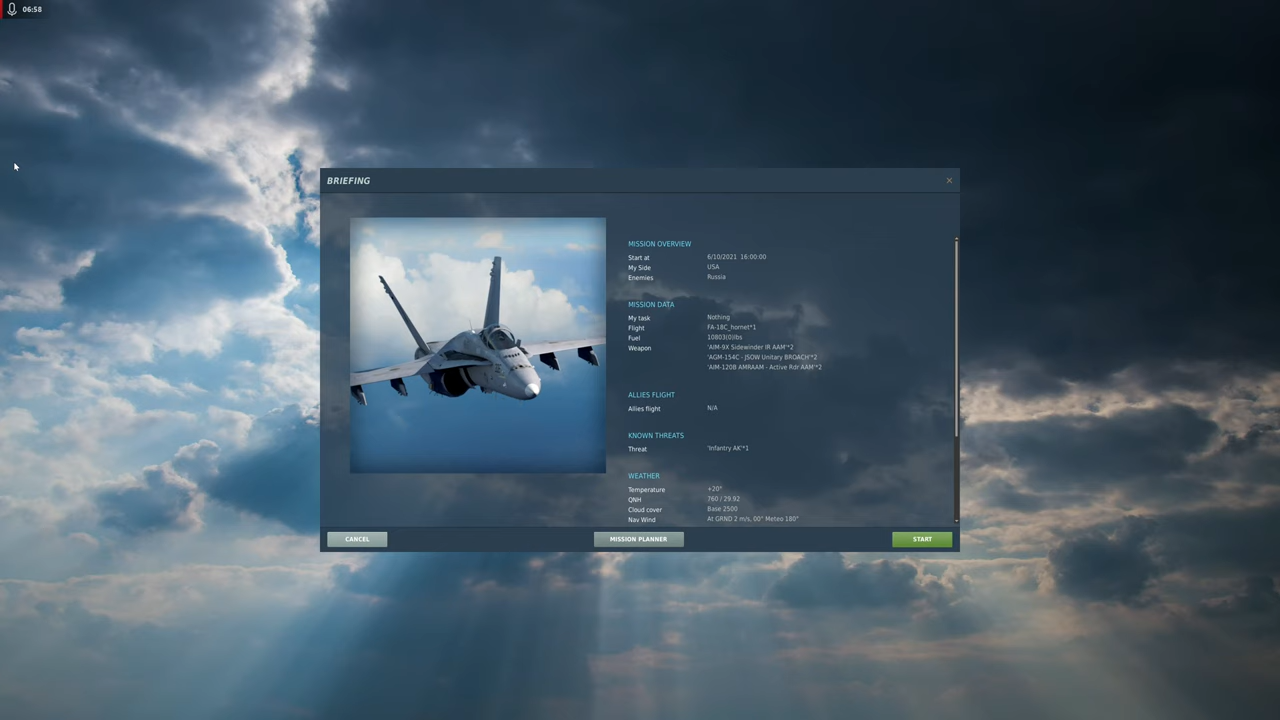 06:58
BRIEFING
MISSION OVERVIEW
Start at 6/10/2021 16:00:00
My Side USA
Enemies Russia
MISSION DATA
My task Nothing
Flight FA-18C_hornet*1
Fuel 10803(0)lbs
Weapon 'AIM-9X Sidewinder IR AAM'*2
'AGM-154C - JSOW Unitary BROACH'*2
'AIM-120B AMRAAM - Active Rdr AAM'*2
ALLIES FLIGHT
Allies flight N/A
KNOWN THREATS
Threat 'Infantry AK'*1
WEATHER
Temperature +20°
QNH 760 / 29.92
Cloud cover Base 2500
Nav Wind At GRND 2 m/s, 00° Meteo 180°
CANCEL MISSION PLANNER START